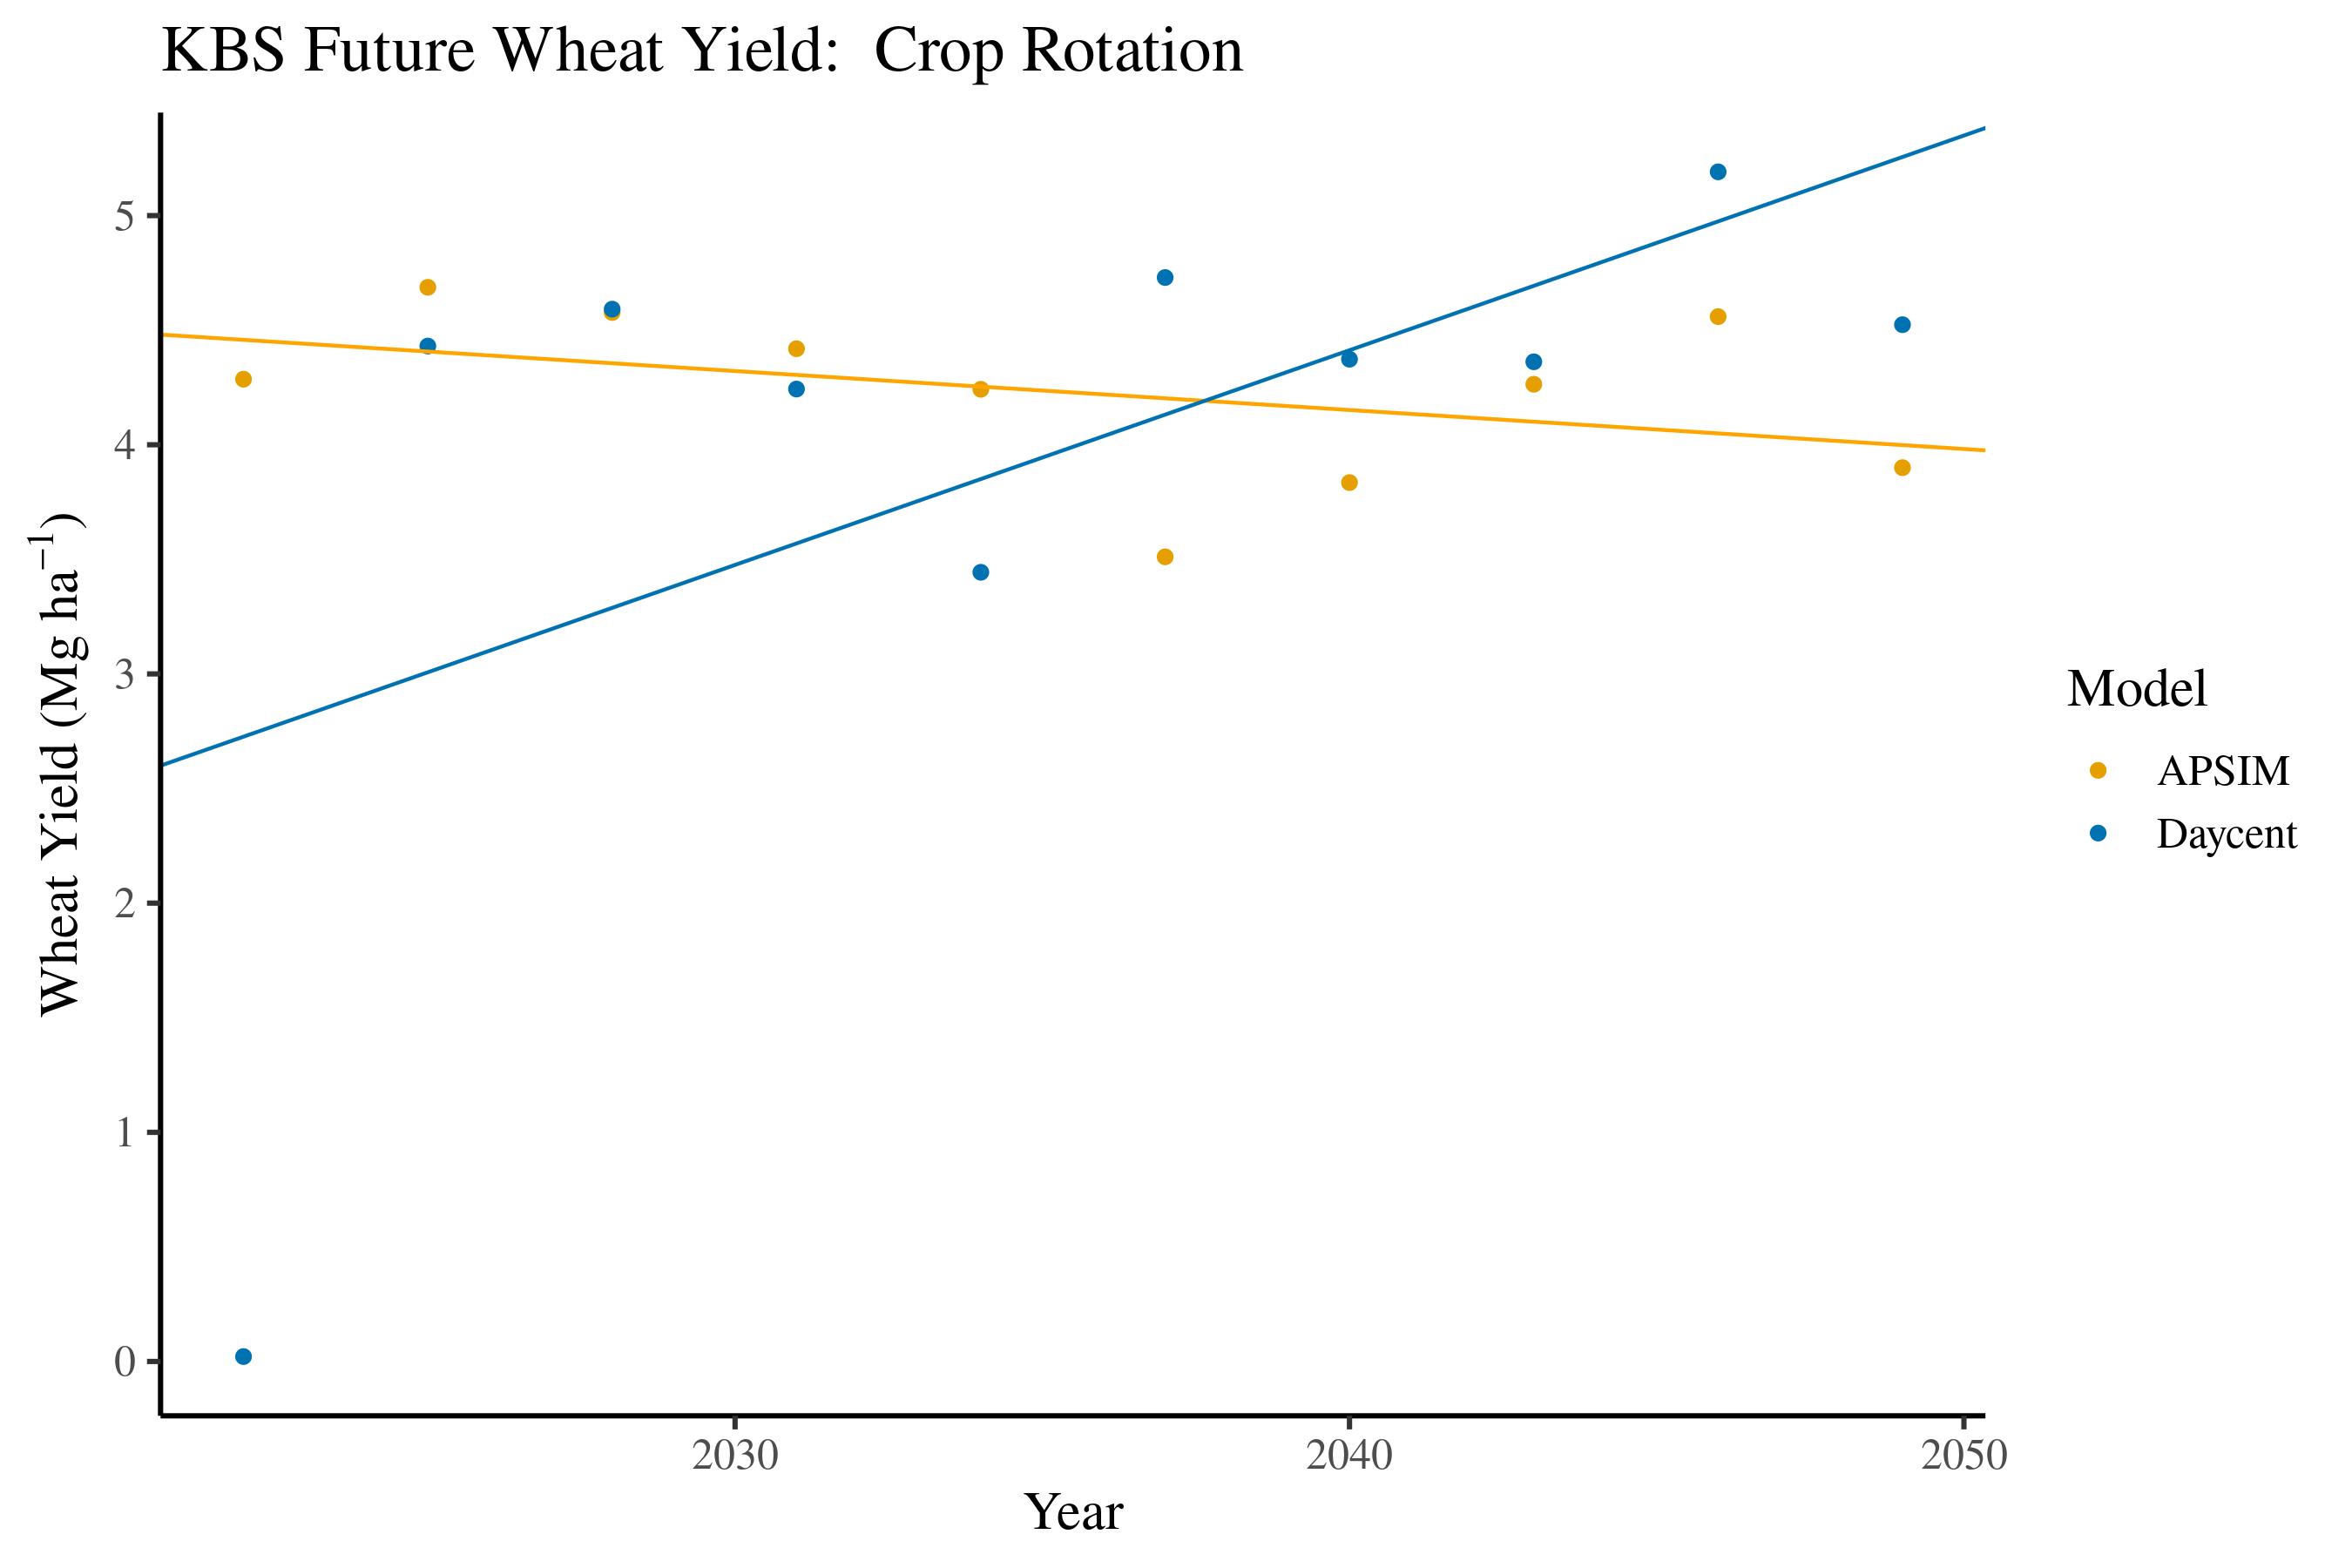 KBS Future Wheat Yield:  Crop Rotation
Wheat Yield (Mg ha⁻¹)
5
4
3
2
1
0
2030
2040
2050
Year
Model
APSIM
Daycent